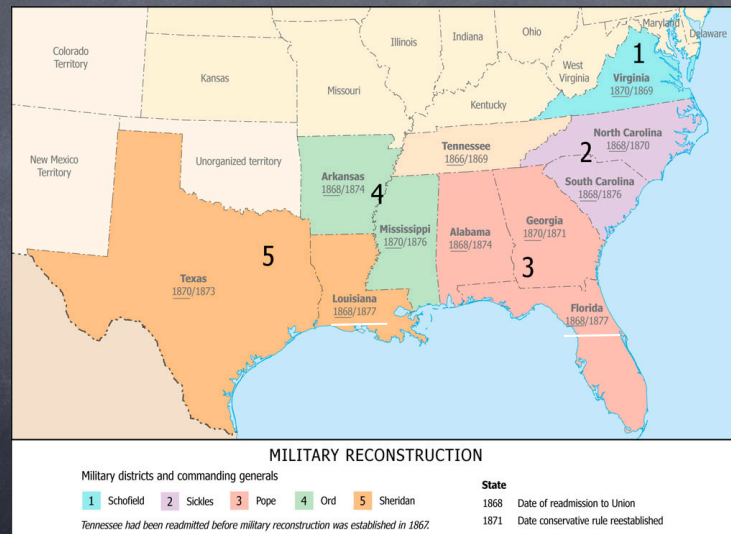 Colorado
Territory
Kansas
Missouri
Illinois
Indiana
Ohio
West
Virginia
Kentucky
Maryland
Delaware
1
Virginia
1870/1869
New Mexico
Territory
Unorganized territory
Tennessee
1866/1869
North Carolina
1868/1870
2
South Carolina
1868/1876
Arkansas
1868/1874
4
Mississippi
1870/1876
Alabama
1868/1874
Georgia
1870/1871
3
Texas
1870/1873
5
Louisiana
1868/1877
Florida
1868/1877
MILITARY RECONSTRUCTION
Military districts and commanding generals
1 Schofield 2 Sickles 3 Pope 4 Ord 5 Sheridan
Tennessee had been readmitted before military reconstruction was established in 1867.
State
1868 Date of readmission to Union
1871 Date conservative rule reestablished